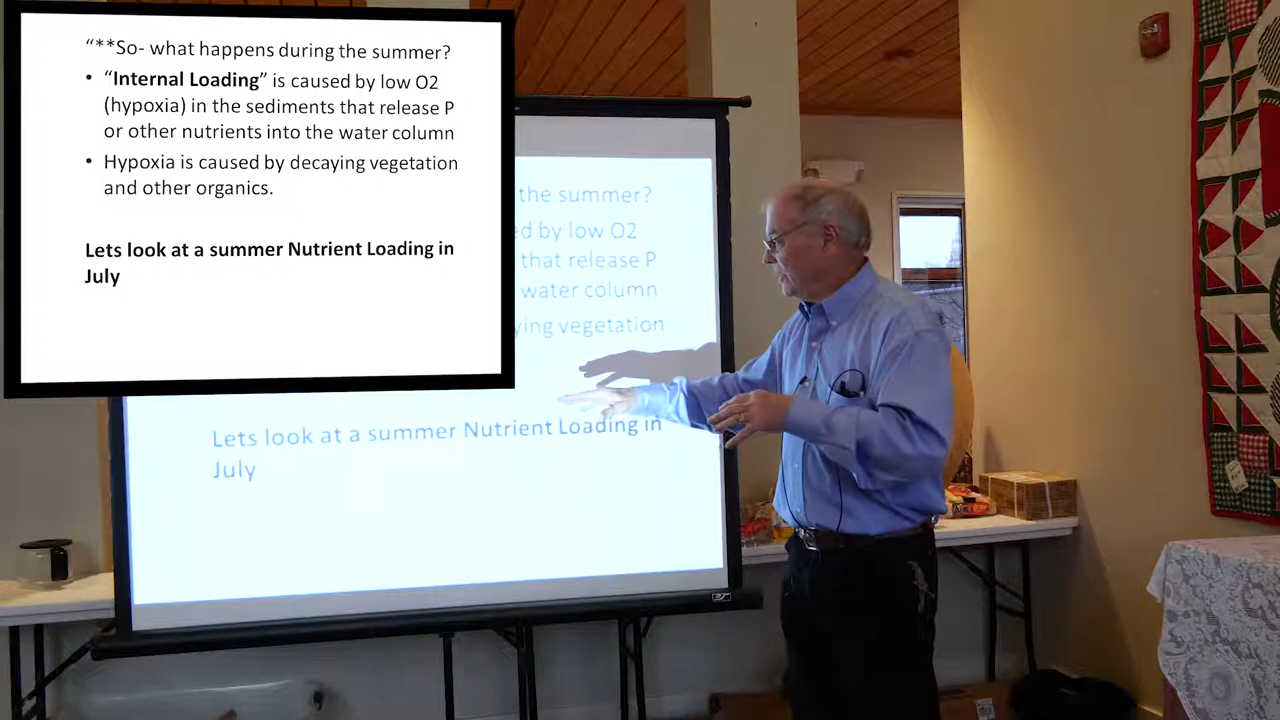 “**So- what happens during the summer?
• “Internal Loading” is caused by low O2
(hypoxia) in the sediments that release P
or other nutrients into the water column
• Hypoxia is caused by decaying vegetation
and other organics.
Lets look at a summer Nutrient Loading in
July
the summer?
ed by low O2
that release P
water column
ying vegetation
Lets look at a summer Nutrient Loading in
July